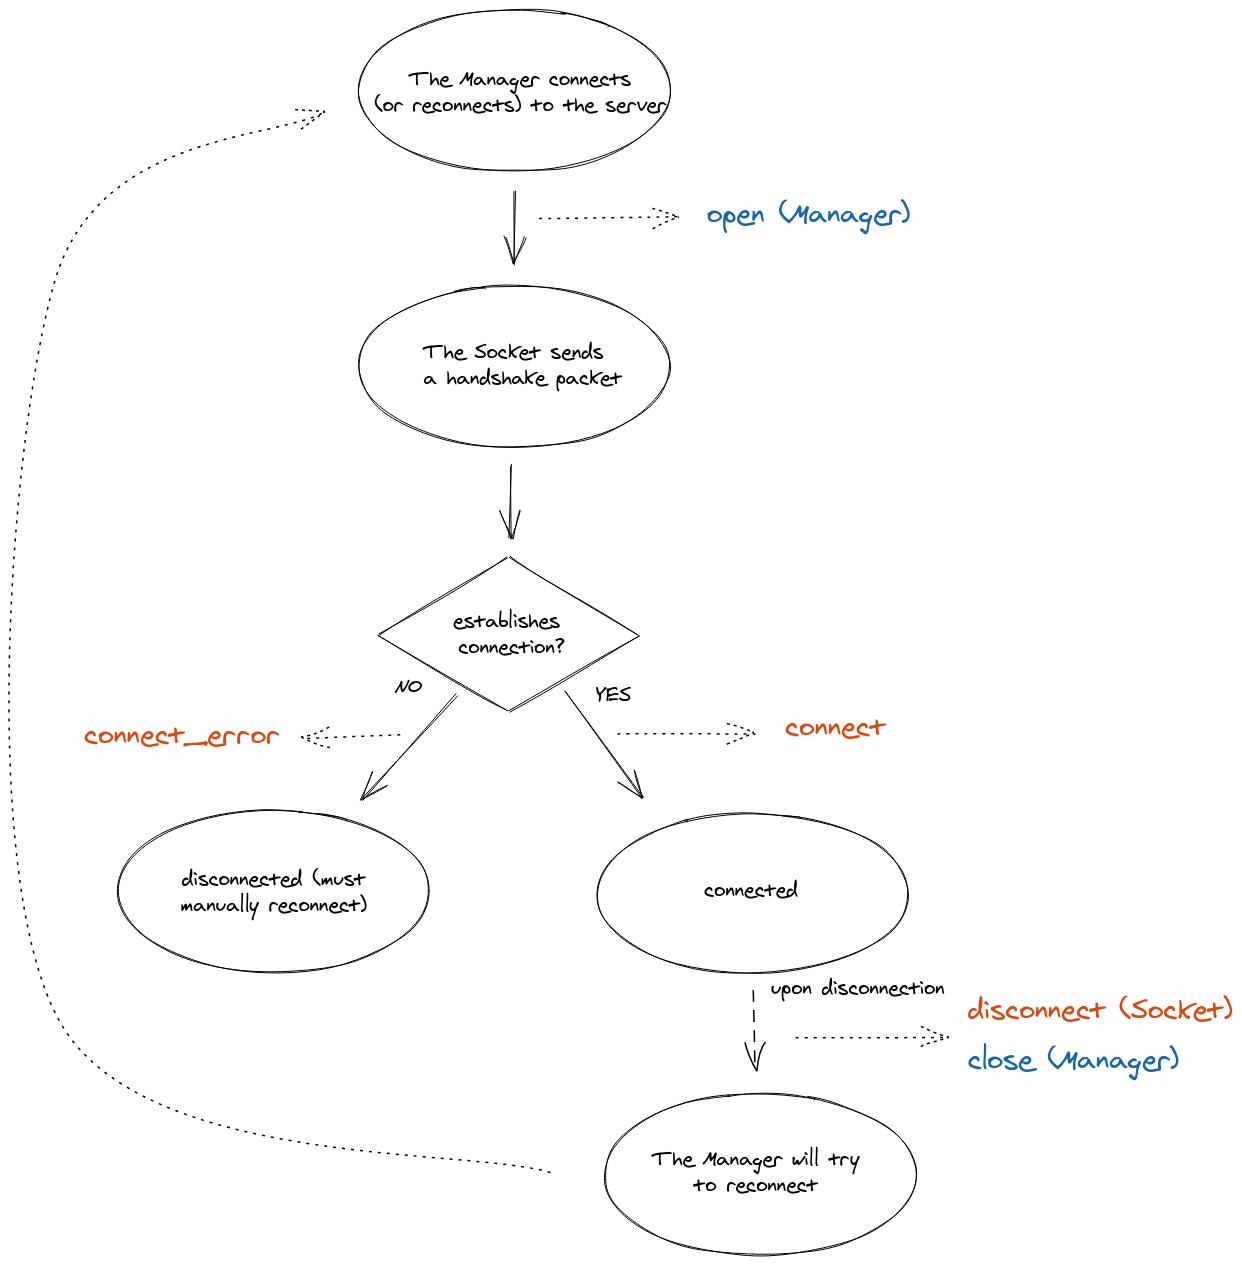 The Manager connects
(or reconnects) to the server
open (Manager)
The Socket sends
a handshake packet
establishes
connection?
NO
YES
connect_error
connect
disconnected (must
manually reconnect)
connected
upon disconnection
disconnect (Socket)
close (Manager)
The Manager will try
to reconnect